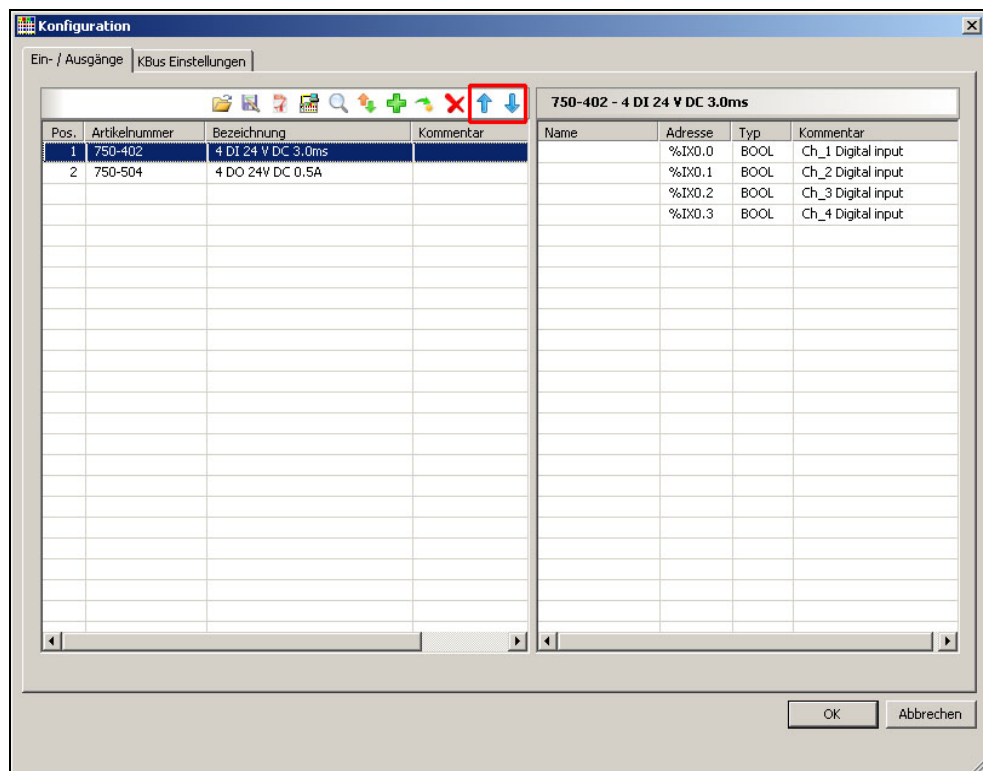 Konfiguration
Ein- / Ausgänge KBus Einstellungen
750-402 - 4 DI 24 V DC 3.0ms
Pos. Artikelnummer Bezeichnung Kommentar
1 750-402 4 DI 24 V DC 3.0ms
2 750-504 4 DO 24V DC 0.5A
Name Adresse Typ Kommentar
%IX0.0 BOOL Ch_1 Digital input
%IX0.1 BOOL Ch_2 Digital input
%IX0.2 BOOL Ch_3 Digital input
%IX0.3 BOOL Ch_4 Digital input
OK Abbrechen